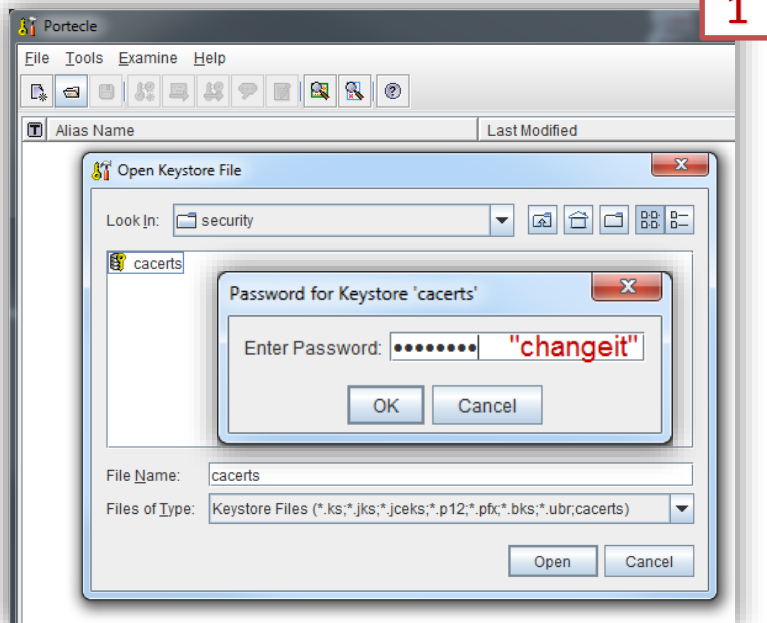 1
Portecle
File Tools Examine Help
T Alias Name Last Modified
Open Keystore File
Look In: security
cacerts
Password for Keystore 'cacerts'
Enter Password: •••••••• "changeit"
OK Cancel
File Name: cacerts
Files of Type: Keystore Files (*.ks;*.jks;*.jceks;*.p12;*.pfx;*.bks;*.ubr;cacerts)
Open Cancel